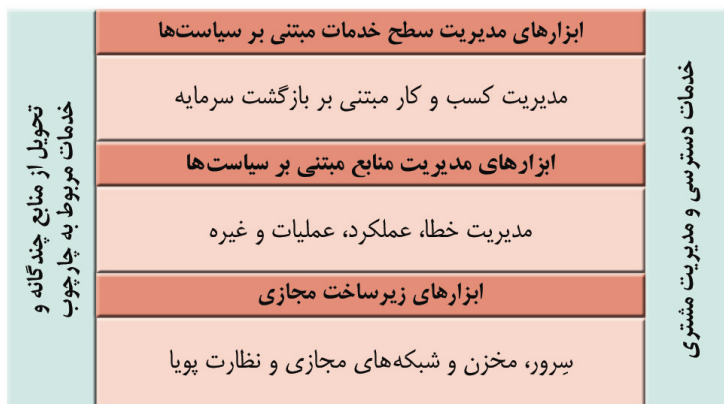 ابزارهای مدیریت سطح خدمات مبتنی بر سیاست‌ها
مدیریت کسب و کار مبتنی بر بازگشت سرمایه
ابزارهای مدیریت منابع مبتنی بر سیاست‌ها
مدیریت خطا، عملکرد، عملیات و غیره
ابزارهای زیرساخت مجازی
سِرور، مخزن و شبکه‌های مجازی و نظارت پویا
خدمات دسترسی و مدیریت مشتری
تحویل از منابع چندگانه و
خدمات مربوط به چارچوب